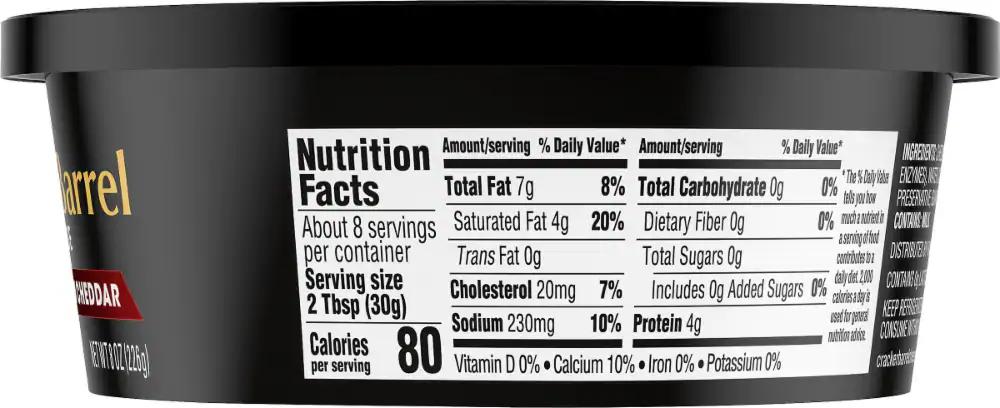 Barrel
CHEDDAR
NET WT 8 OZ (226g)
Nutrition
Facts
About 8 servings
per container
Serving size
2 Tbsp (30g)
Calories
per serving
80
Amount/serving % Daily Value*
Total Fat 7g 8%
Saturated Fat 4g 20%
Trans Fat 0g
Cholesterol 20mg 7%
Sodium 230mg 10%
Amount/serving % Daily Value*
Total Carbohydrate 0g 0%
Dietary Fiber 0g 0%
Total Sugars 0g
Includes 0g Added Sugars 0%
Protein 4g
Vitamin D 0% • Calcium 10% • Iron 0% • Potassium 0%
* The % Daily Value
tells you how
much a nutrient in
a serving of food
contributes to a
daily diet. 2,000
calories a day is
used for general
nutrition advice.
INGREDIENTS:
PRESERVATIVE
DISTRIBUTED
KEEP